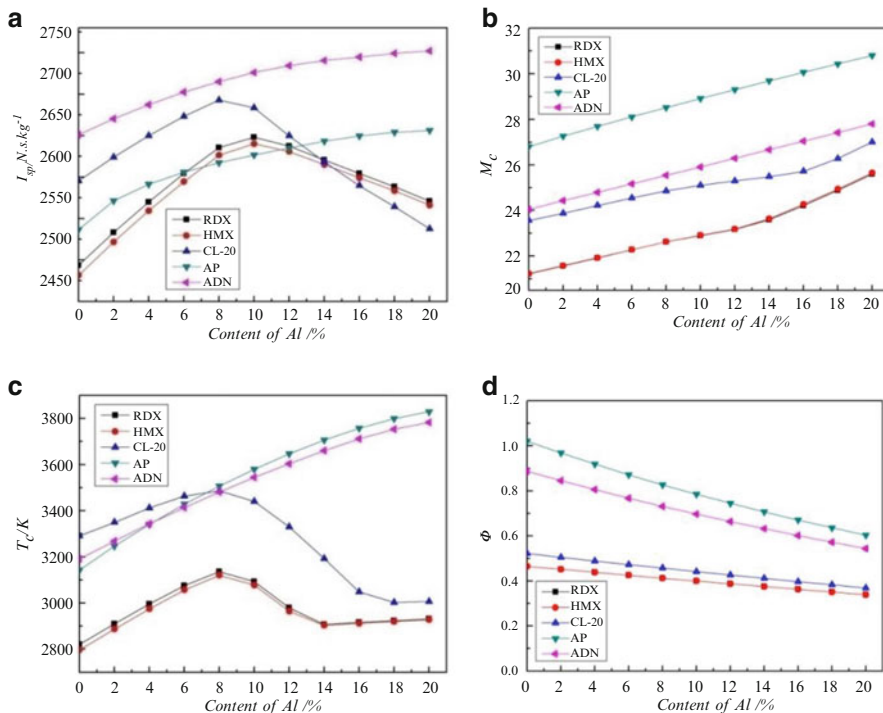 a
2750
2700
2650
2600
2550
2500
2450
I_sp/N.s.kg^-1
RDX
HMX
CL-20
AP
ADN
0 2 4 6 8 10 12 14 16 18 20
Content of Al /%
b
32
30
28
26
24
22
20
M_c
RDX
HMX
CL-20
AP
ADN
0 2 4 6 8 10 12 14 16 18 20
Content of Al /%
c
3800
3600
3400
3200
3000
2800
T_c/K
RDX
HMX
CL-20
AP
ADN
0 2 4 6 8 10 12 14 16 18 20
Content of Al /%
d
1.2
1.0
0.8
0.6
0.4
0.2
0.0
Φ
RDX
HMX
CL-20
AP
ADN
0 2 4 6 8 10 12 14 16 18 20
Content of Al /%